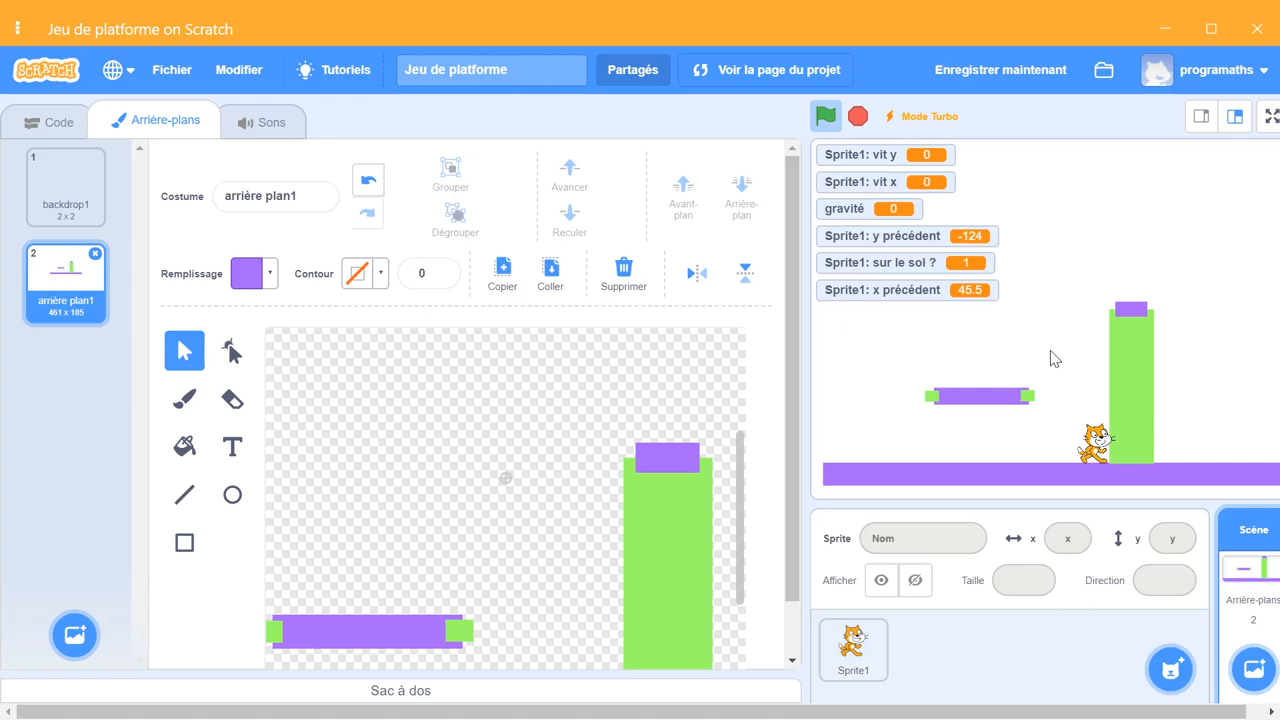 Jeu de platforme on Scratch
SCRATCH Fichier Modifier Tutoriels Jeu de platforme Partagés Voir la page du projet Enregistrer maintenant programaths
Code Arrière-plans Sons
Mode Turbo
1
backdrop1
2 x 2
2
arrière plan1
461 x 185
Costume arrière plan1
Grouper
Dégrouper
Avancer
Reculer
Avant-plan
Arrière-plan
Remplissage Contour 0
Copier Coller Supprimer
Sac à dos
Sprite1: vit y 0
Sprite1: vit x 0
gravité 0
Sprite1: y précédent -124
Sprite1: sur le sol ? 1
Sprite1: x précédent 45.5
Sprite Nom x x y y
Afficher Taille Direction
Sprite1
Scène
Arrière-plans
2